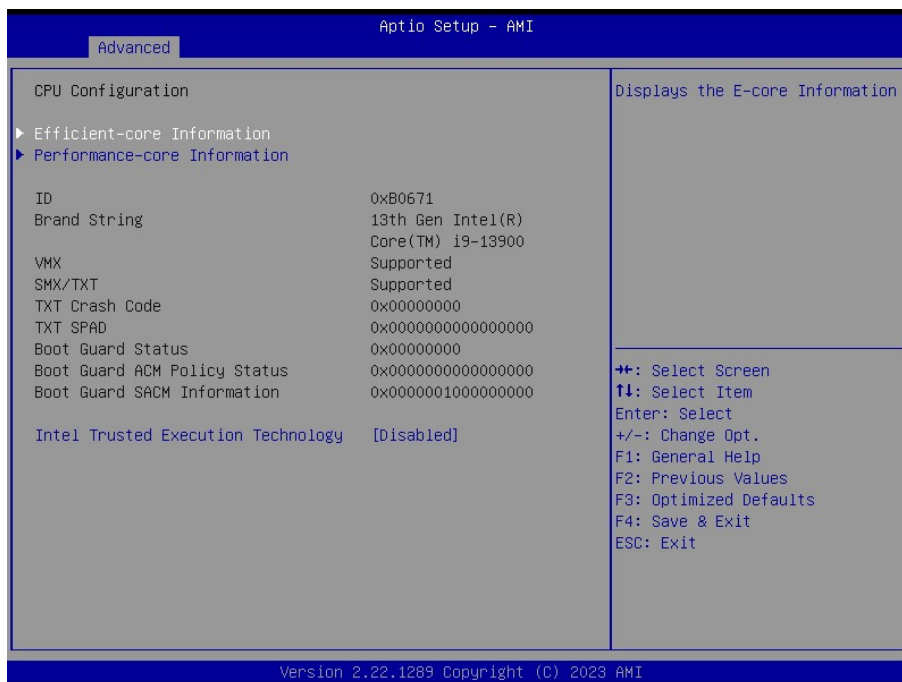 Aptio Setup – AMI
Advanced
CPU Configuration
Efficient-core Information
Performance-core Information
ID 0xB0671
Brand String 13th Gen Intel(R)
Core(TM) i9-13900
VMX Supported
SMX/TXT Supported
TXT Crash Code 0x00000000
TXT SPAD 0x0000000000000000
Boot Guard Status 0x00000000
Boot Guard ACM Policy Status 0x0000000000000000
Boot Guard SACM Information 0x0000001000000000
Intel Trusted Execution Technology [Disabled]
Displays the E-core Information
→←: Select Screen
↑↓: Select Item
Enter: Select
+/-: Change Opt.
F1: General Help
F2: Previous Values
F3: Optimized Defaults
F4: Save & Exit
ESC: Exit
Version 2.22.1289 Copyright (C) 2023 AMI